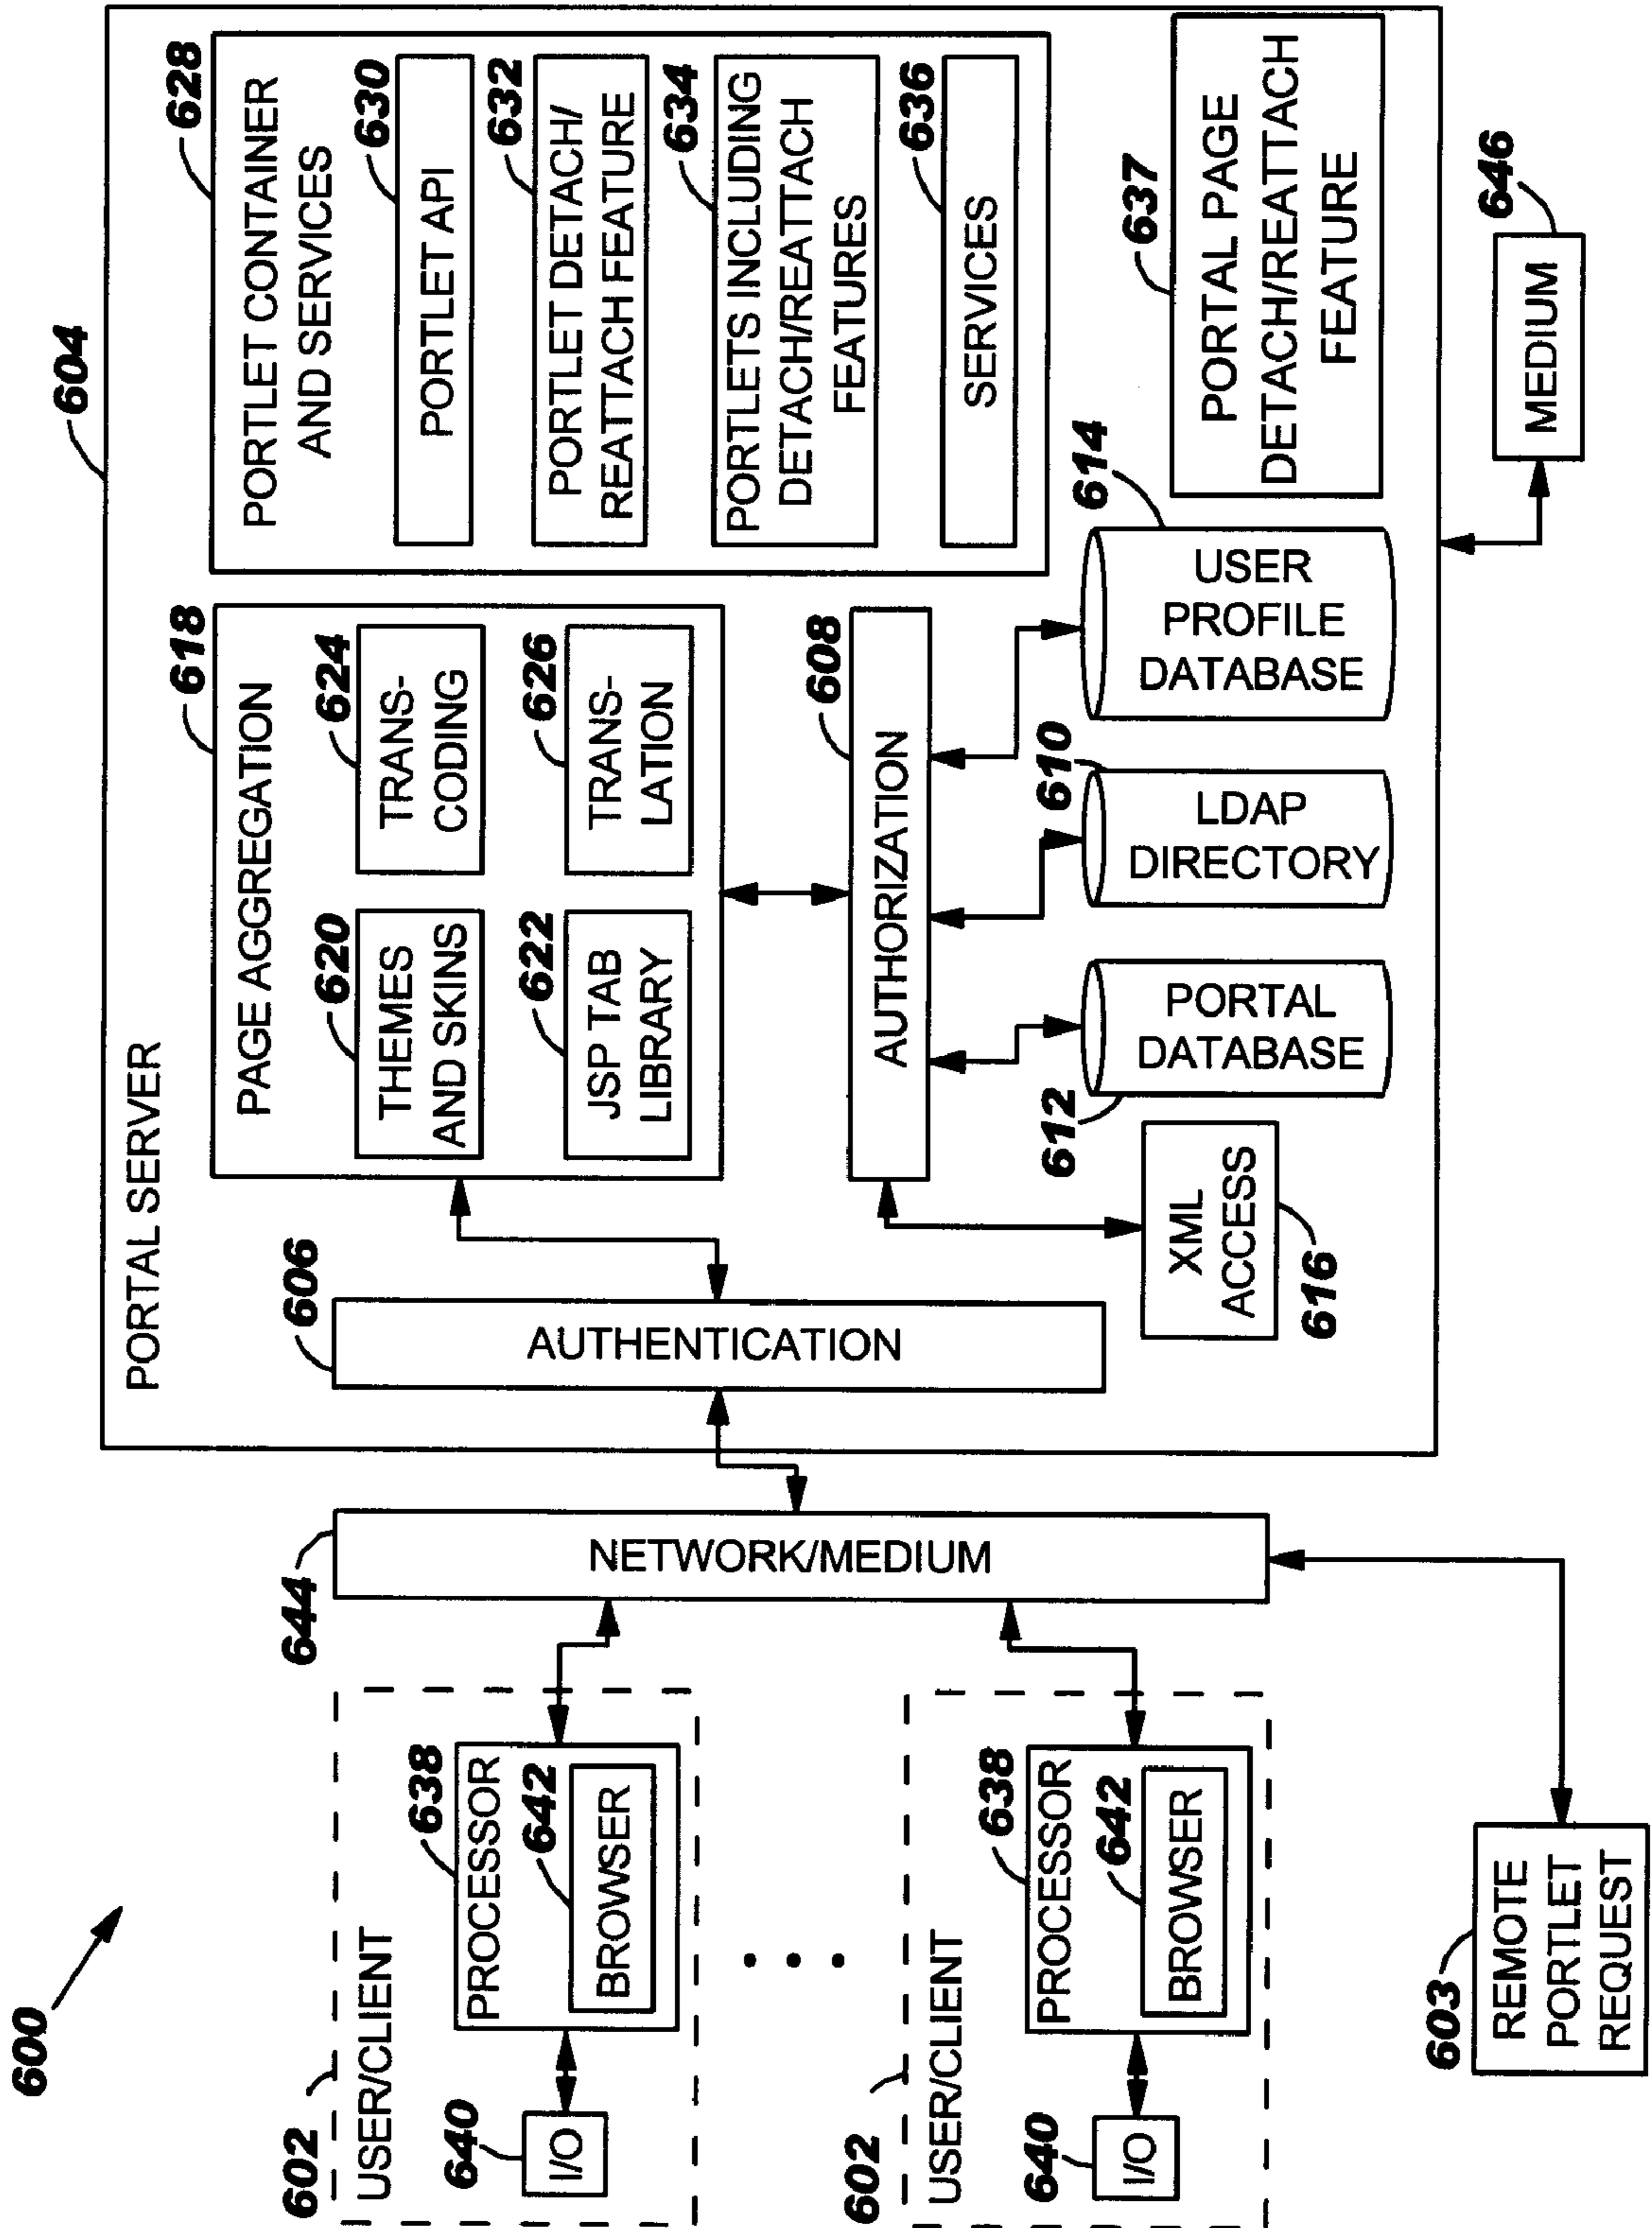 600
602
USER/CLIENT
640
I/O
638
PROCESSOR
642
BROWSER
602
USER/CLIENT
640
I/O
638
PROCESSOR
642
BROWSER
603
REMOTE
PORTLET
REQUEST
644
NETWORK/MEDIUM
604
PORTAL SERVER
606
AUTHENTICATION
618
PAGE AGGREGATION
620
THEMES
AND SKINS
624
TRANS-
CODING
622
JSP TAB
LIBRARY
626
TRANS-
LATION
608
AUTHORIZATION
616
XML
ACCESS
612
PORTAL
DATABASE
610
LDAP
DIRECTORY
614
USER
PROFILE
DATABASE
628
PORTLET CONTAINER
AND SERVICES
630
PORTLET API
632
PORTLET DETACH/
REATTACH FEATURE
634
PORTLETS INCLUDING
DETACH/REATTACH
FEATURES
636
SERVICES
637
PORTAL PAGE
DETACH/REATTACH
FEATURE
646
MEDIUM